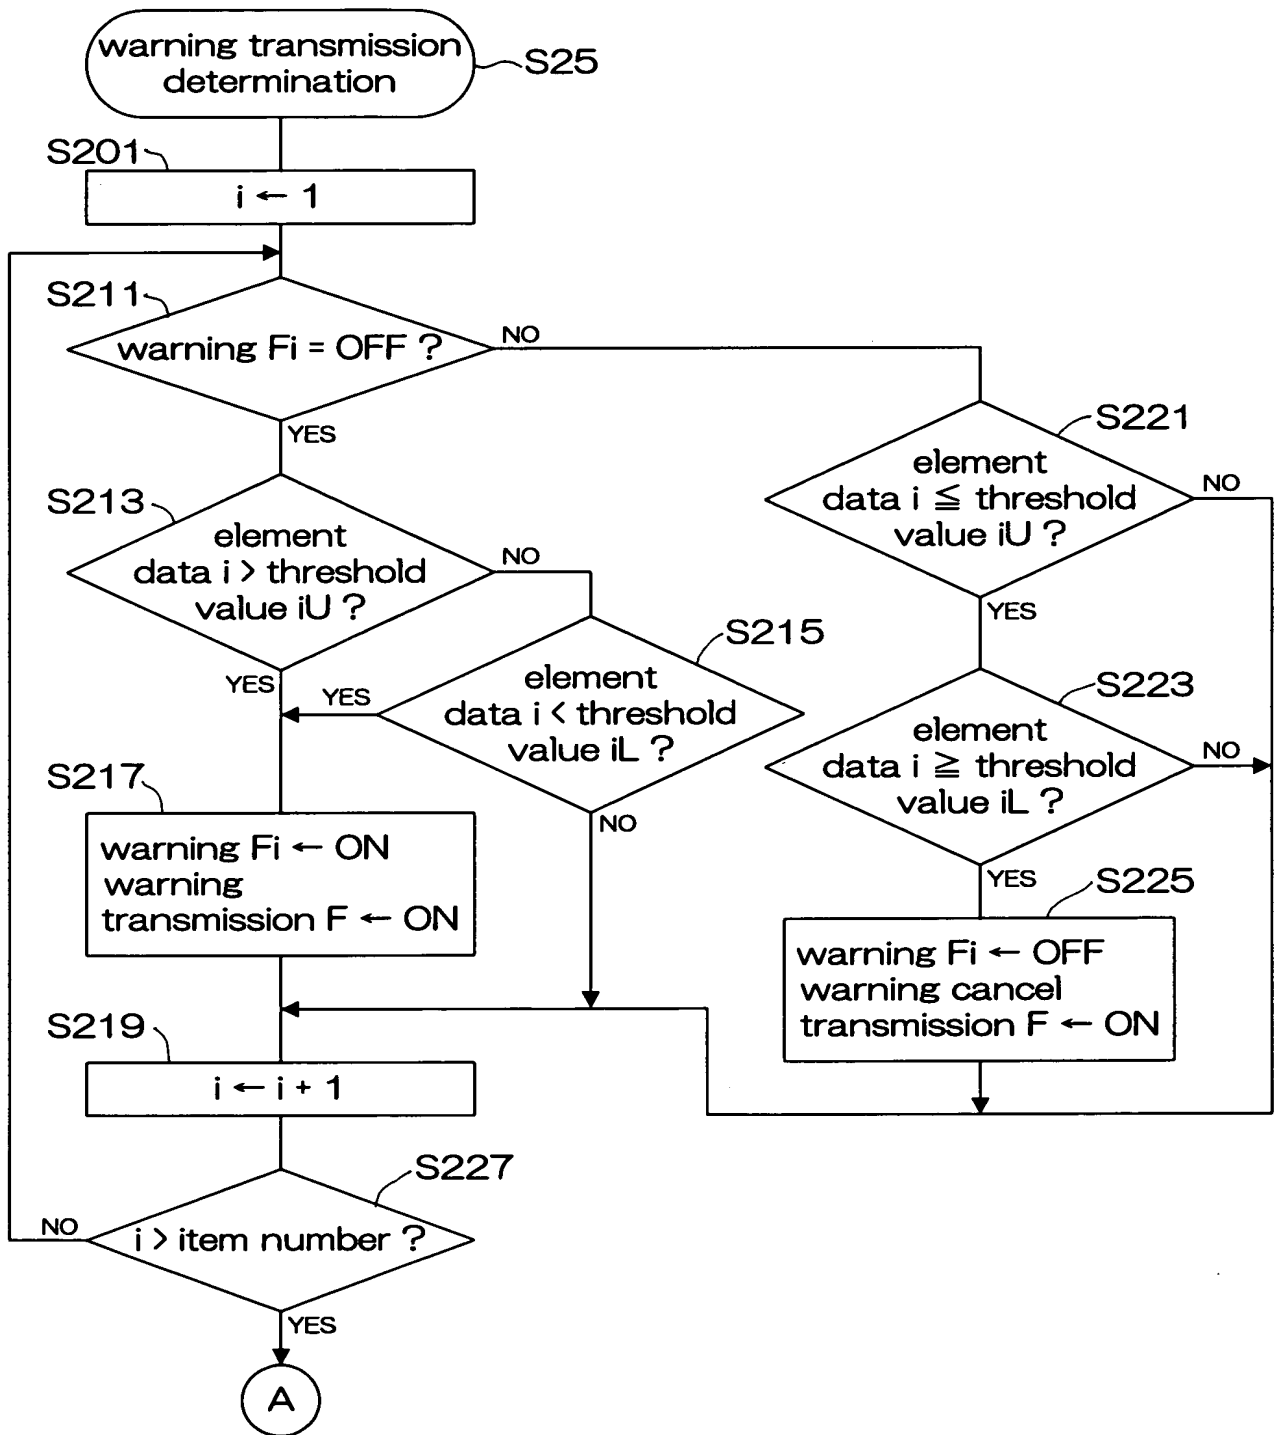 warning transmission
determination
S25
S201
i ← 1
S211
warning Fi = OFF ?
NO
YES
S221
element
data i ≦ threshold
value iU ?
NO
YES
S213
element
data i > threshold
value iU ?
NO
YES
S215
element
data i < threshold
value iL ?
YES
NO
S223
element
data i ≧ threshold
value iL ?
NO
YES
S217
warning Fi ← ON
warning
transmission F ← ON
S225
warning Fi ← OFF
warning cancel
transmission F ← ON
S219
i ← i + 1
S227
i > item number ?
NO
YES
A